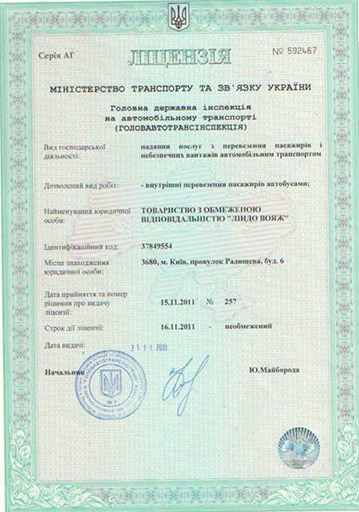 Серія АГ
ЛІЦЕНЗІЯ
№ 592467
МІНІСТЕРСТВО ТРАНСПОРТУ ТА ЗВ'ЯЗКУ УКРАЇНИ
Головна державна інспекція
на автомобільному транспорті
(ГОЛОВАВТОТРАНСІНСПЕКЦІЯ)
Вид господарської діяльності: надання послуг з перевезення пасажирів і
небезпечних вантажів автомобільним транспортом
Дозволений вид робіт: - внутрішні перевезення пасажирів автобусами;
Найменування юридичної особи: ТОВАРИСТВО З ОБМЕЖЕНОЮ
ВІДПОВІДАЛЬНІСТЮ "ЛІНДО ВОЯЖ"
Ідентифікаційний код: 37849554
Місце знаходження юридичної особи: 3680, м. Київ, провулок Радищева, буд. 6
Дата прийняття та номер
рішення про видачу
ліцензії: 15.11.2011 № 257
Строк дії ліцензії: 16.11.2011 - необмежений
Дата видачі: 21 11 2011
Начальник Ю.Майборода